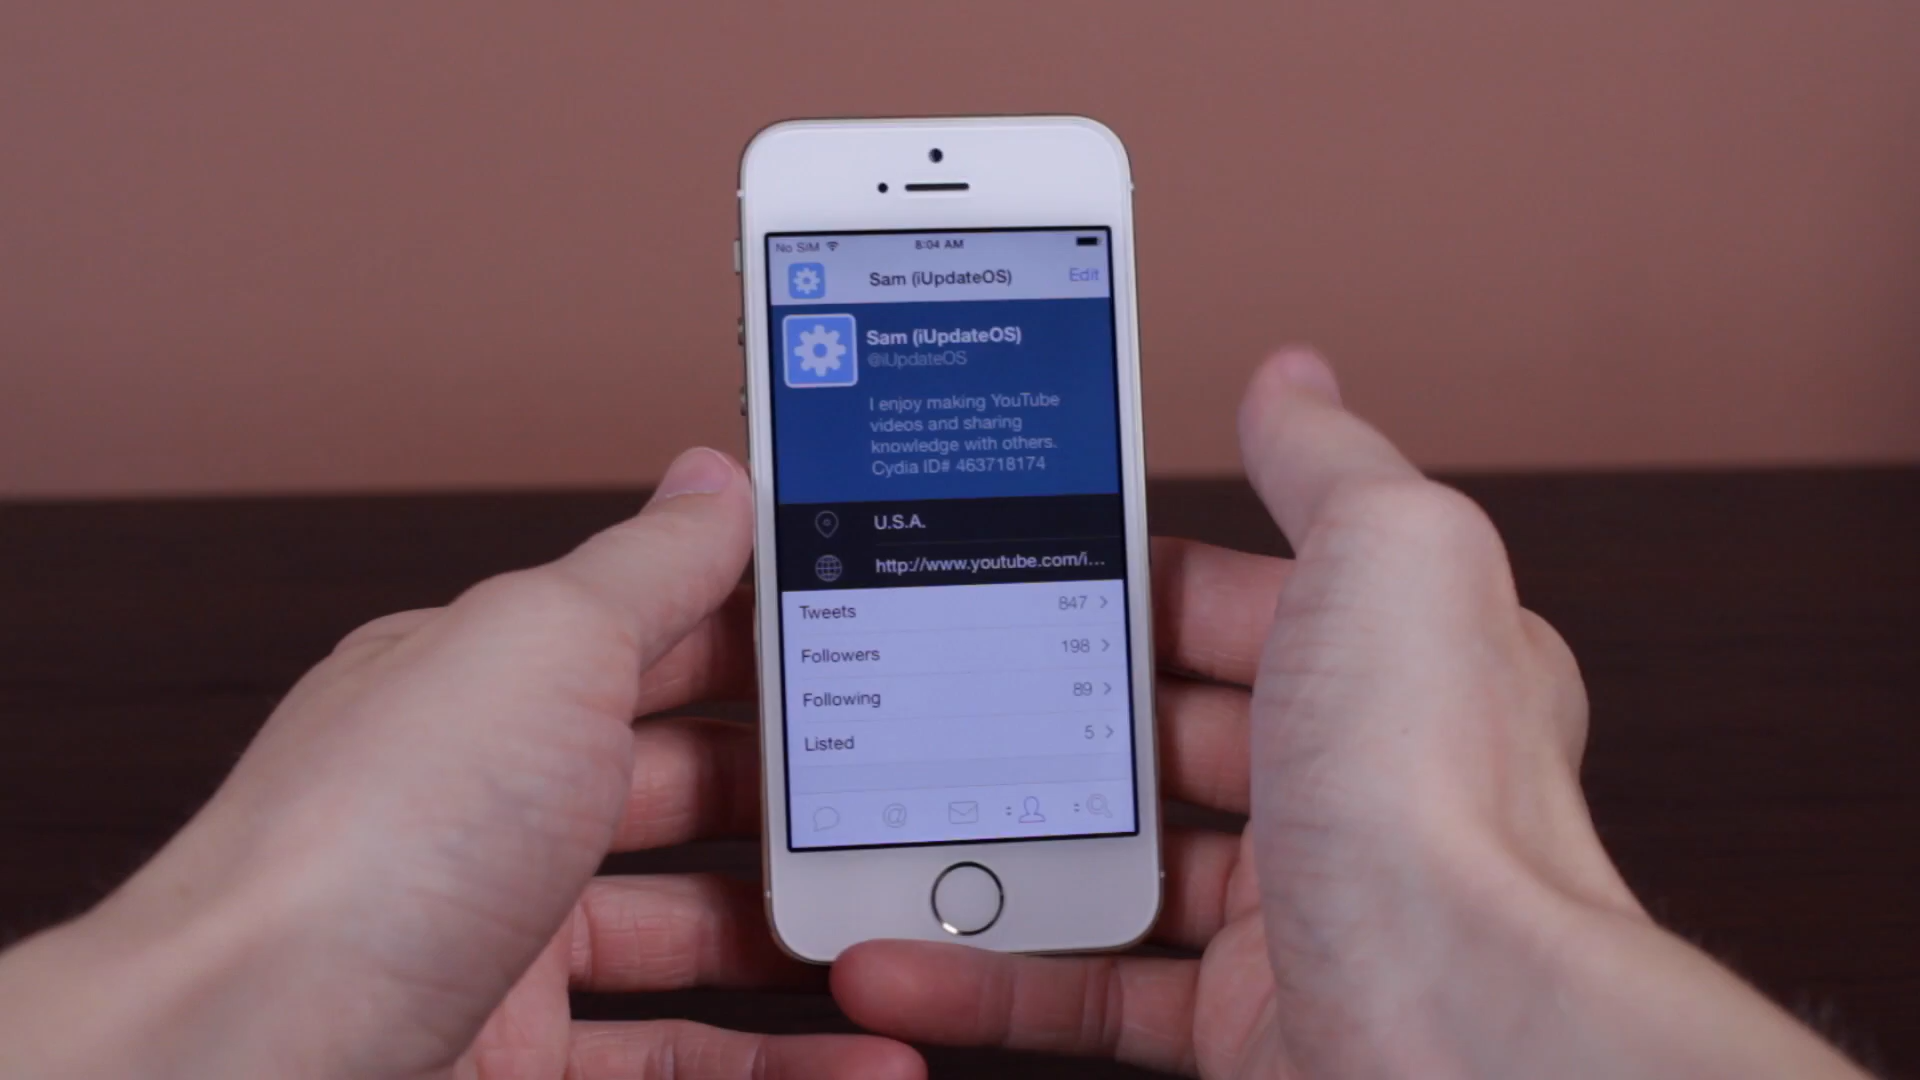 No SIM 8:04 AM
Sam (iUpdateOS) Edit
Sam (iUpdateOS)
@iUpdateOS
I enjoy making YouTube
videos and sharing
knowledge with others.
Cydia ID# 463718174
U.S.A.
http://www.youtube.com/i...
Tweets 847
Followers 198
Following 89
Listed 5
@